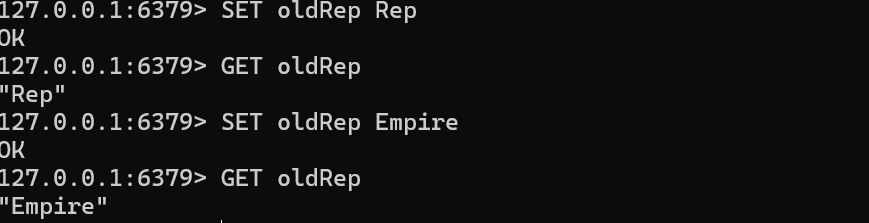 127.0.0.1:6379> SET oldRep Rep
OK
127.0.0.1:6379> GET oldRep
"Rep"
127.0.0.1:6379> SET oldRep Empire
OK
127.0.0.1:6379> GET oldRep
"Empire"